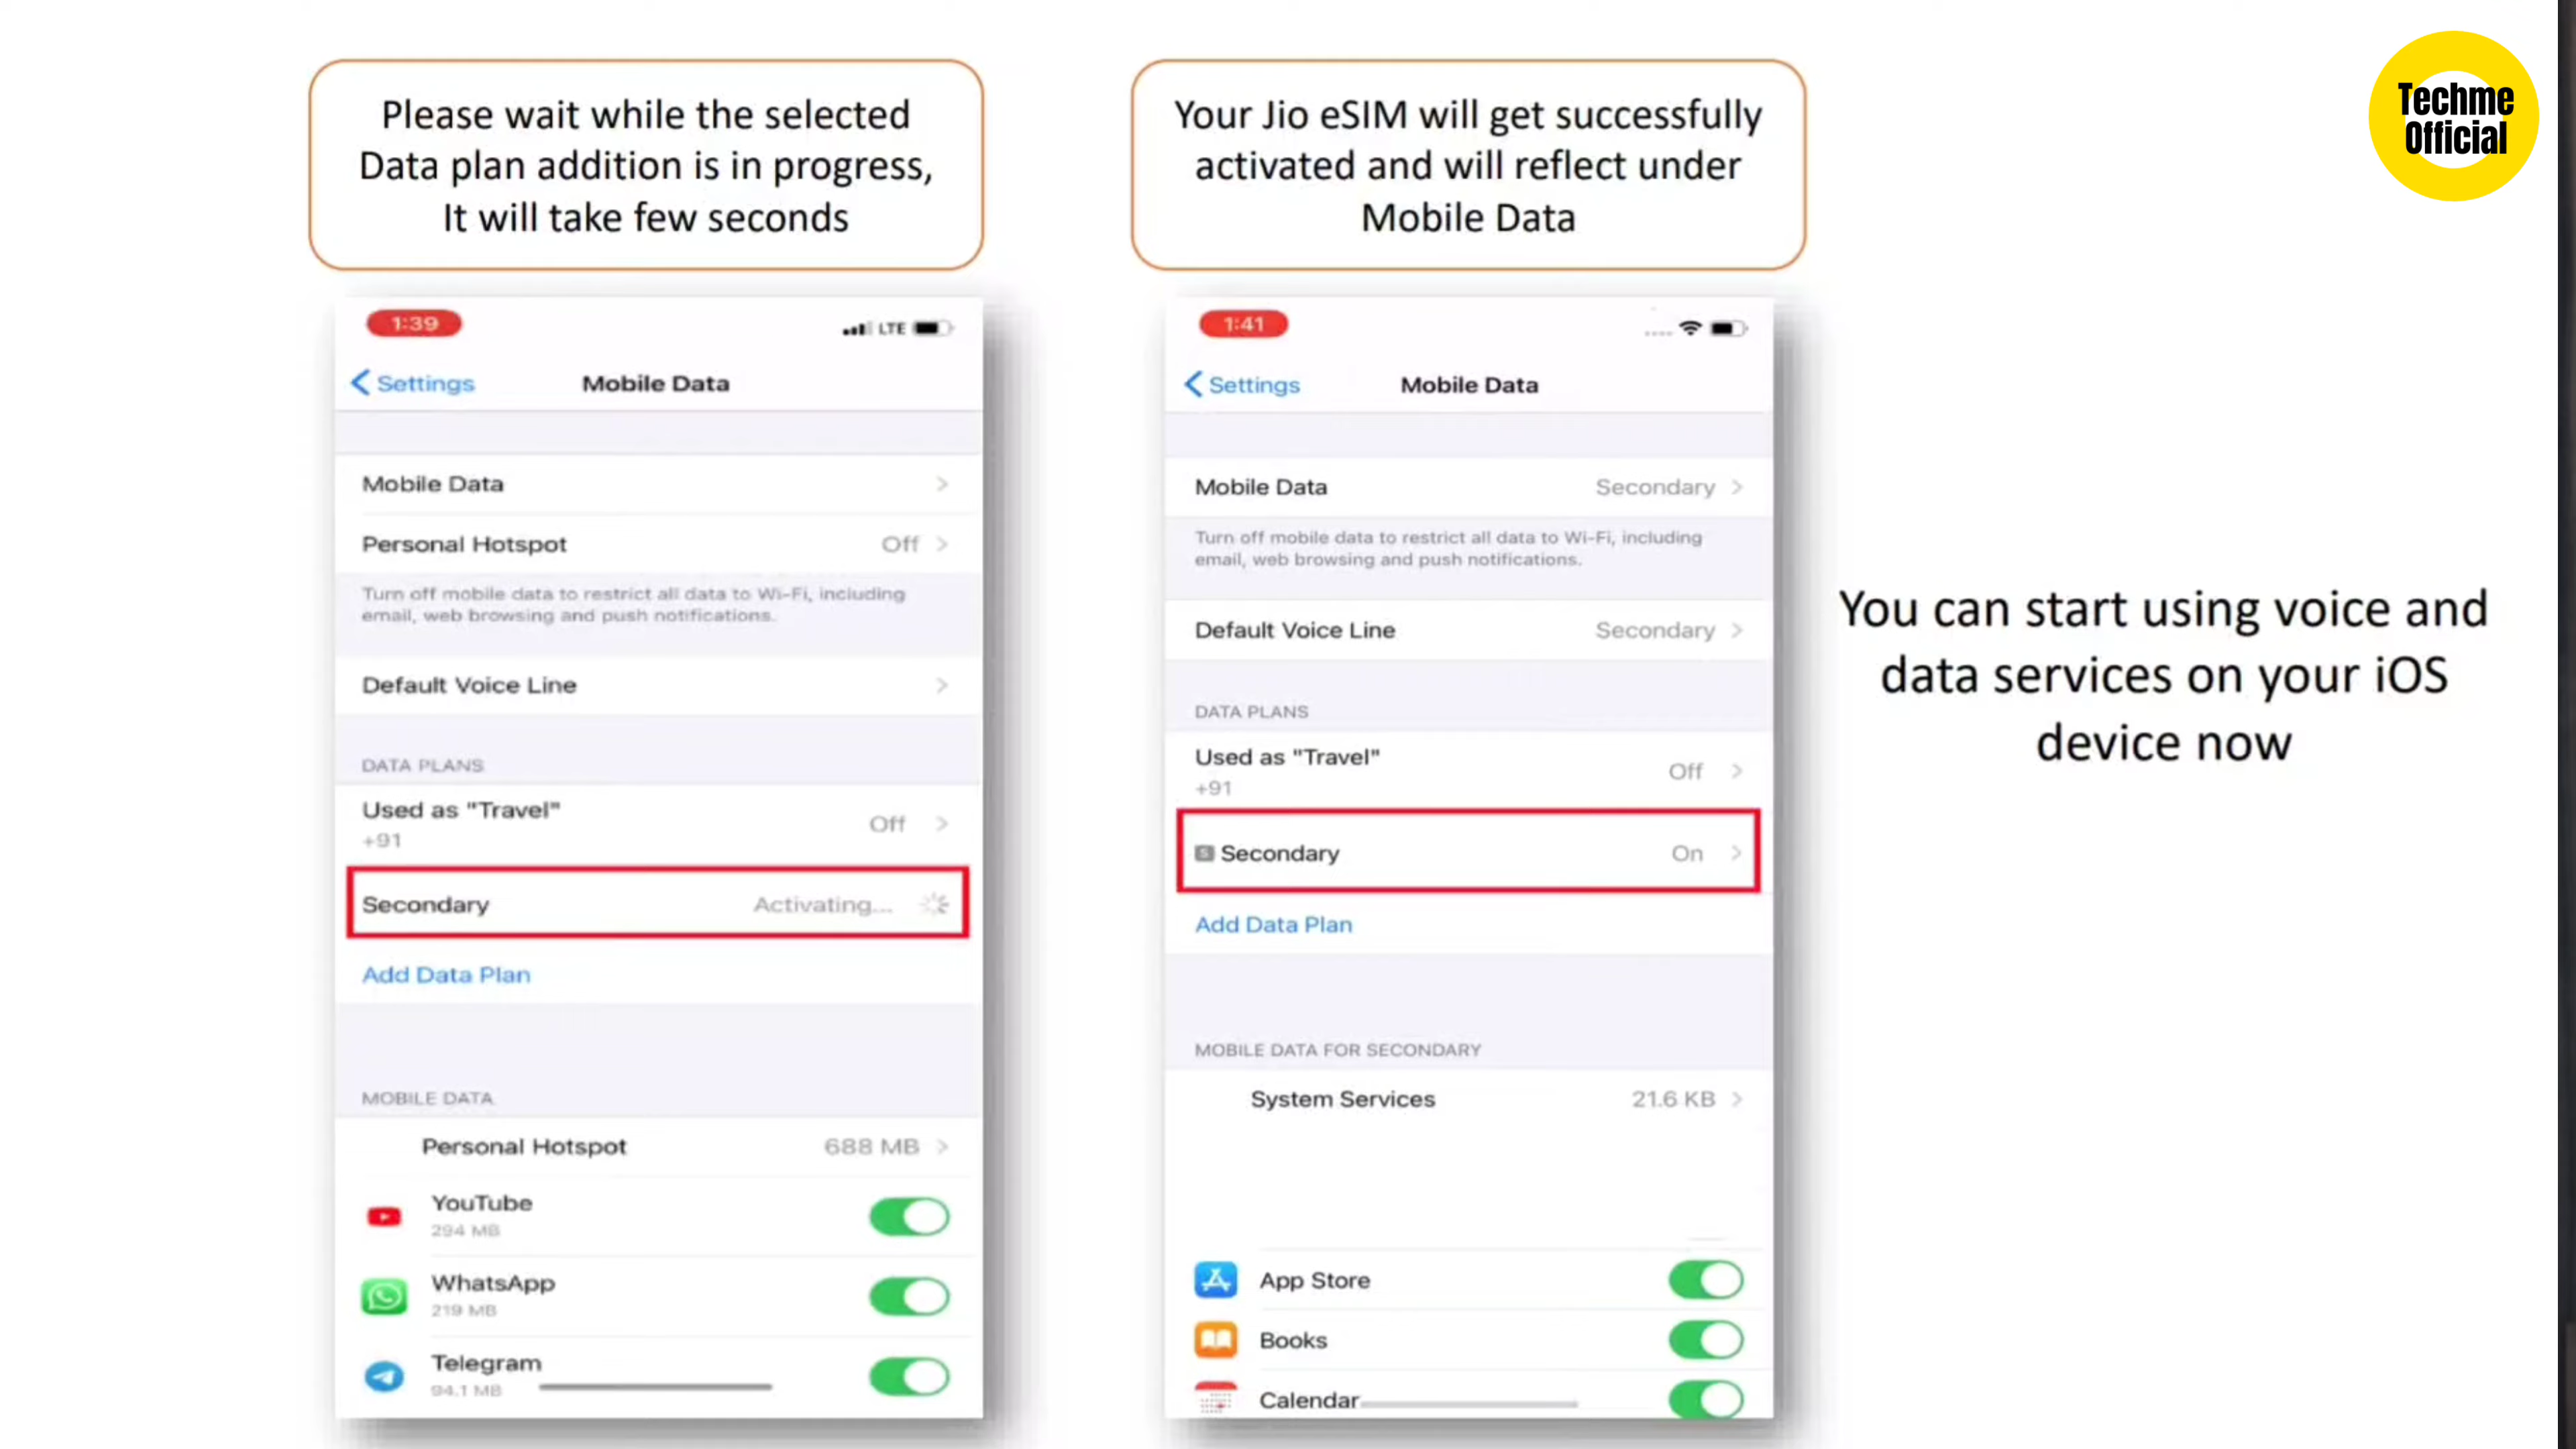 Techme
Official
Please wait while the selected
Data plan addition is in progress,
It will take few seconds
1:39
LTE
Settings
Mobile Data
Mobile Data
Personal Hotspot Off
Turn off mobile data to restrict all data to Wi-Fi, including
email, web browsing and push notifications.
Default Voice Line
DATA PLANS
Used as "Travel" Off
+91
Secondary Activating...
Add Data Plan
MOBILE DATA
Personal Hotspot 688 MB
YouTube
294 MB
WhatsApp
219 MB
Telegram
94.1 MB
Your Jio eSIM will get successfully
activated and will reflect under
Mobile Data
1:41
Settings
Mobile Data
Mobile Data Secondary
Turn off mobile data to restrict all data to Wi-Fi, including
email, web browsing and push notifications.
Default Voice Line Secondary
DATA PLANS
Used as "Travel" Off
+91
S Secondary On
Add Data Plan
MOBILE DATA FOR SECONDARY
System Services 21.6 KB
App Store
Books
Calendar
You can start using voice and
data services on your iOS
device now